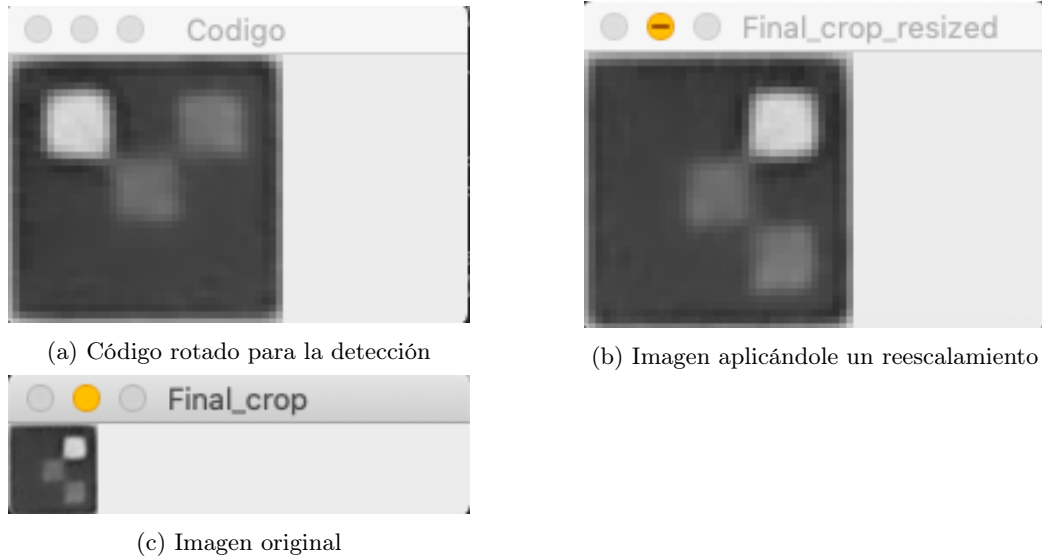 Codigo
Final_crop_resized
(a) Código rotado para la detección
(b) Imagen aplicándole un reescalamiento
Final_crop
(c) Imagen original